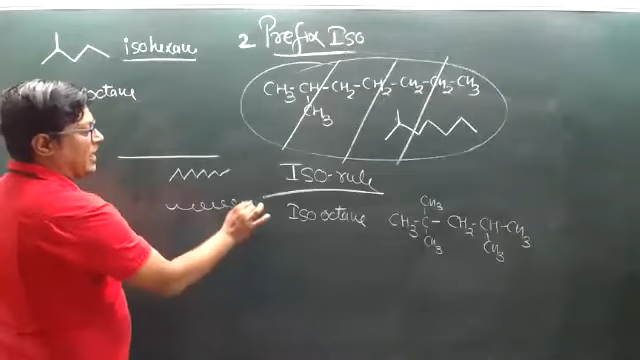 isohexane
octane
2 Prefix Iso
CH3-CH-CH2-CH2-CH2-CH2-CH3
CH3
Iso-rule
Iso octane
CH3
CH3-C-CH2-CH-CH3
CH3 CH3